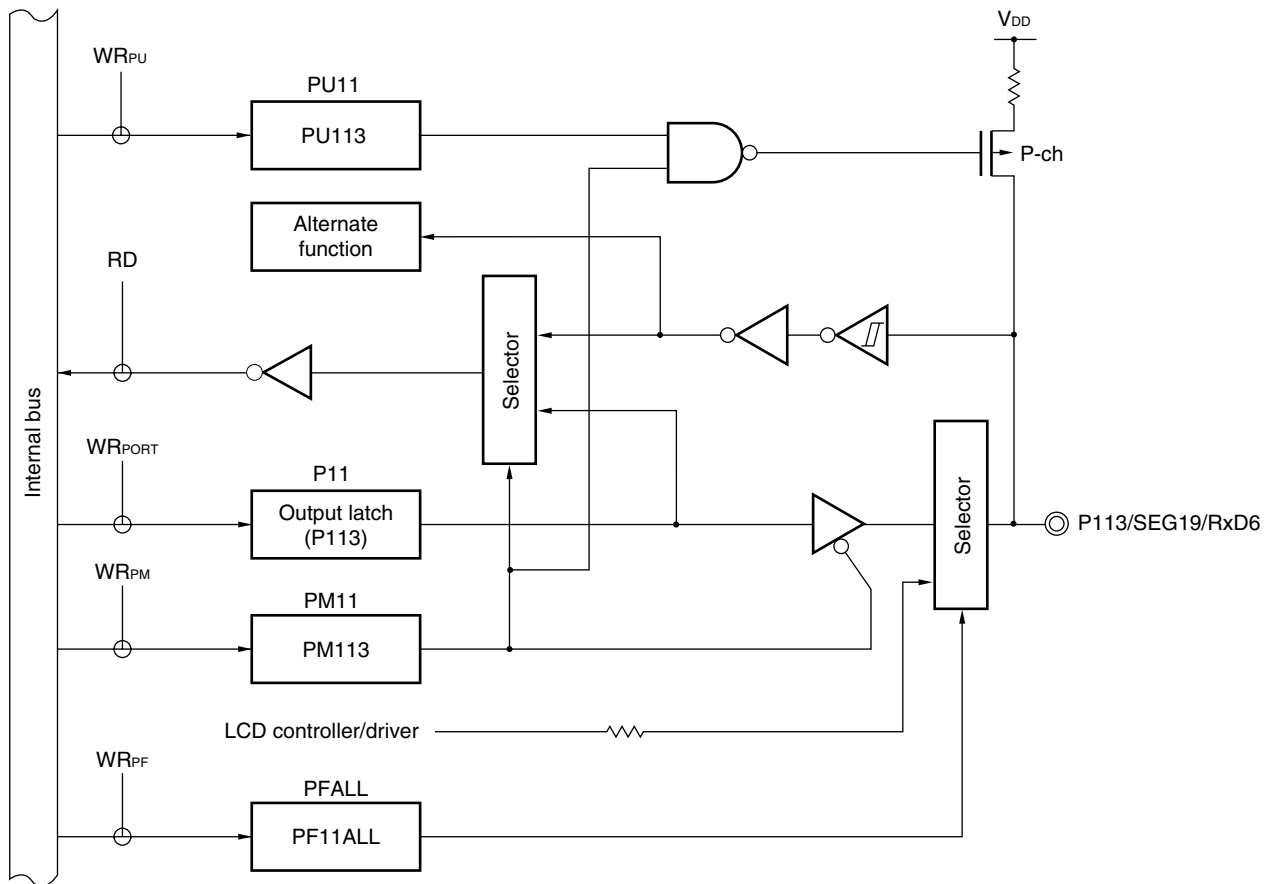 VDD
WRPU
PU11
PU113
P-ch
Alternate
function
RD
Selector
Internal bus
WRPORT
P11
Output latch
(P113)
Selector
P113/SEG19/RxD6
WRPM
PM11
PM113
LCD controller/driver
WRPF
PFALL
PF11ALL